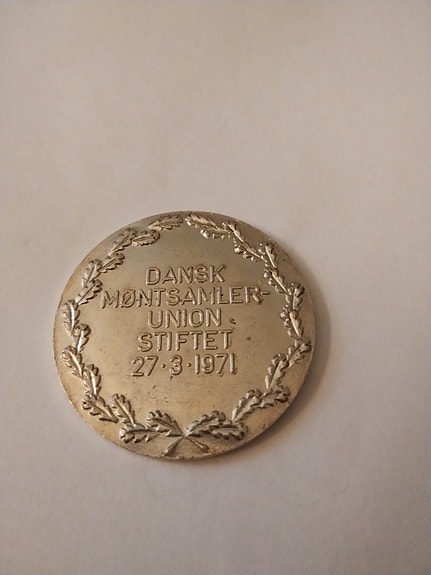 DANSK
MØNTSAMLER-
UNION
STIFTET
27·3·1971